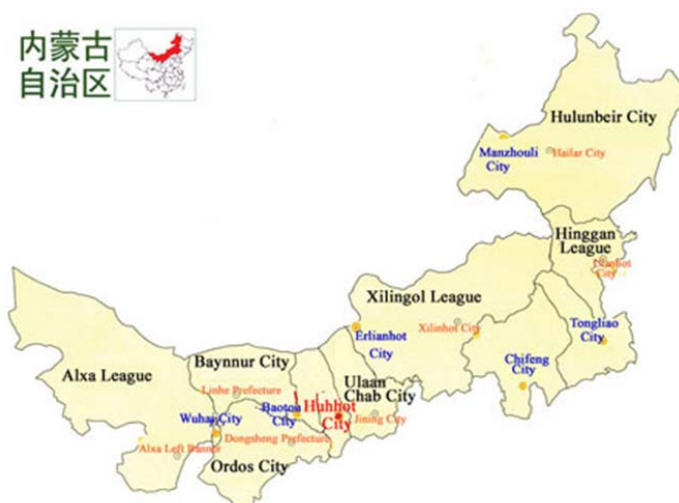 内蒙古
自治区
Hulunbeir City
Manzhouli
City
Hailar City
Hinggan
League
City
Xilingol League
Xilinhot City
Erlianhot
City
Tongliao
City
Chifeng
City
Baynnur City
Alxa League
Ulaan
Chab City
Linhe Prefecture
Baotou
City
Huhhot
City
Jining City
Wuhai City
Dongsheng Prefecture
Alxa Left Banner
Ordos City